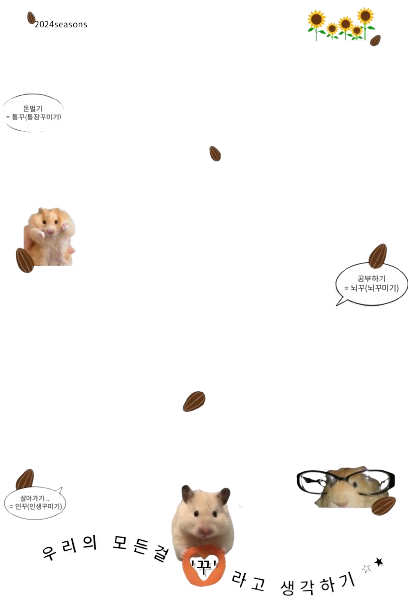 2024seasons
돈벌기
= 통꾸(통장꾸미기)
공부하기
= 뇌꾸(뇌꾸미기)
살아가기..
= 인꾸(인생꾸미기)
우리의 모든걸 "꾸" 라고 생각하기 ☆★